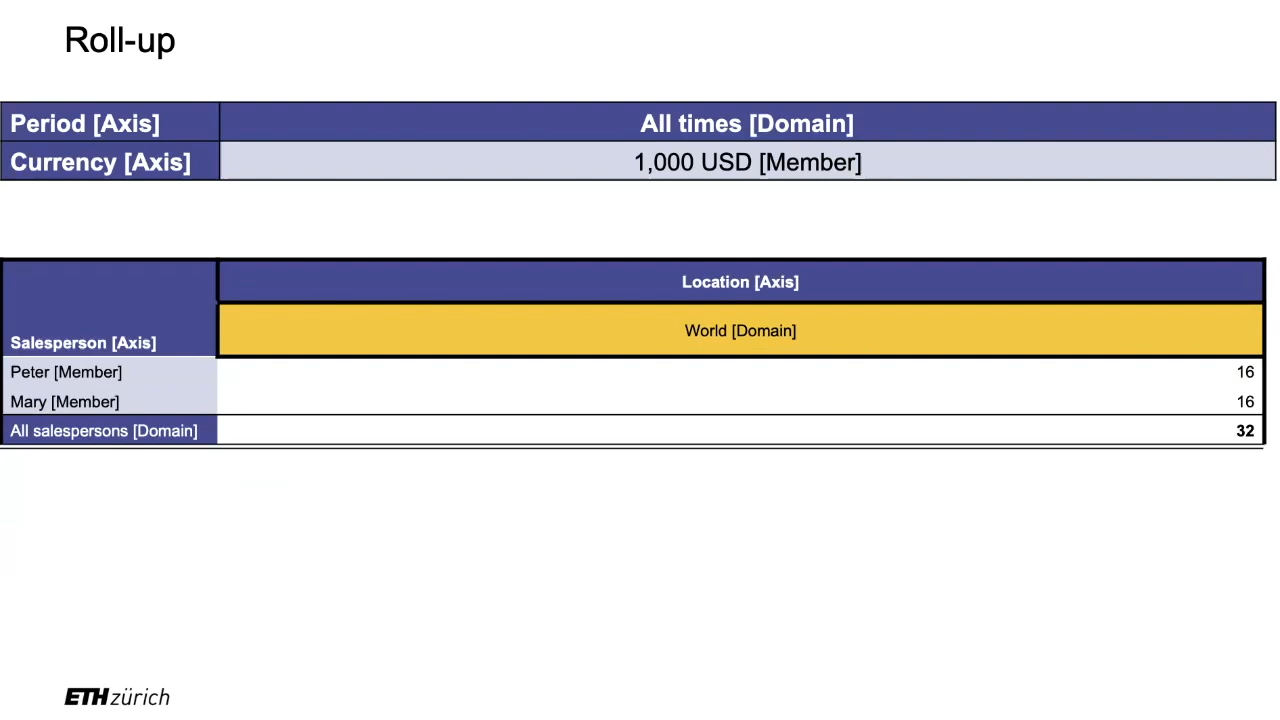 Roll-up
Period [Axis] All times [Domain]
Currency [Axis] 1,000 USD [Member]
Location [Axis]
World [Domain]
Salesperson [Axis]
Peter [Member] 16
Mary [Member] 16
All salespersons [Domain] 32
ETH zürich